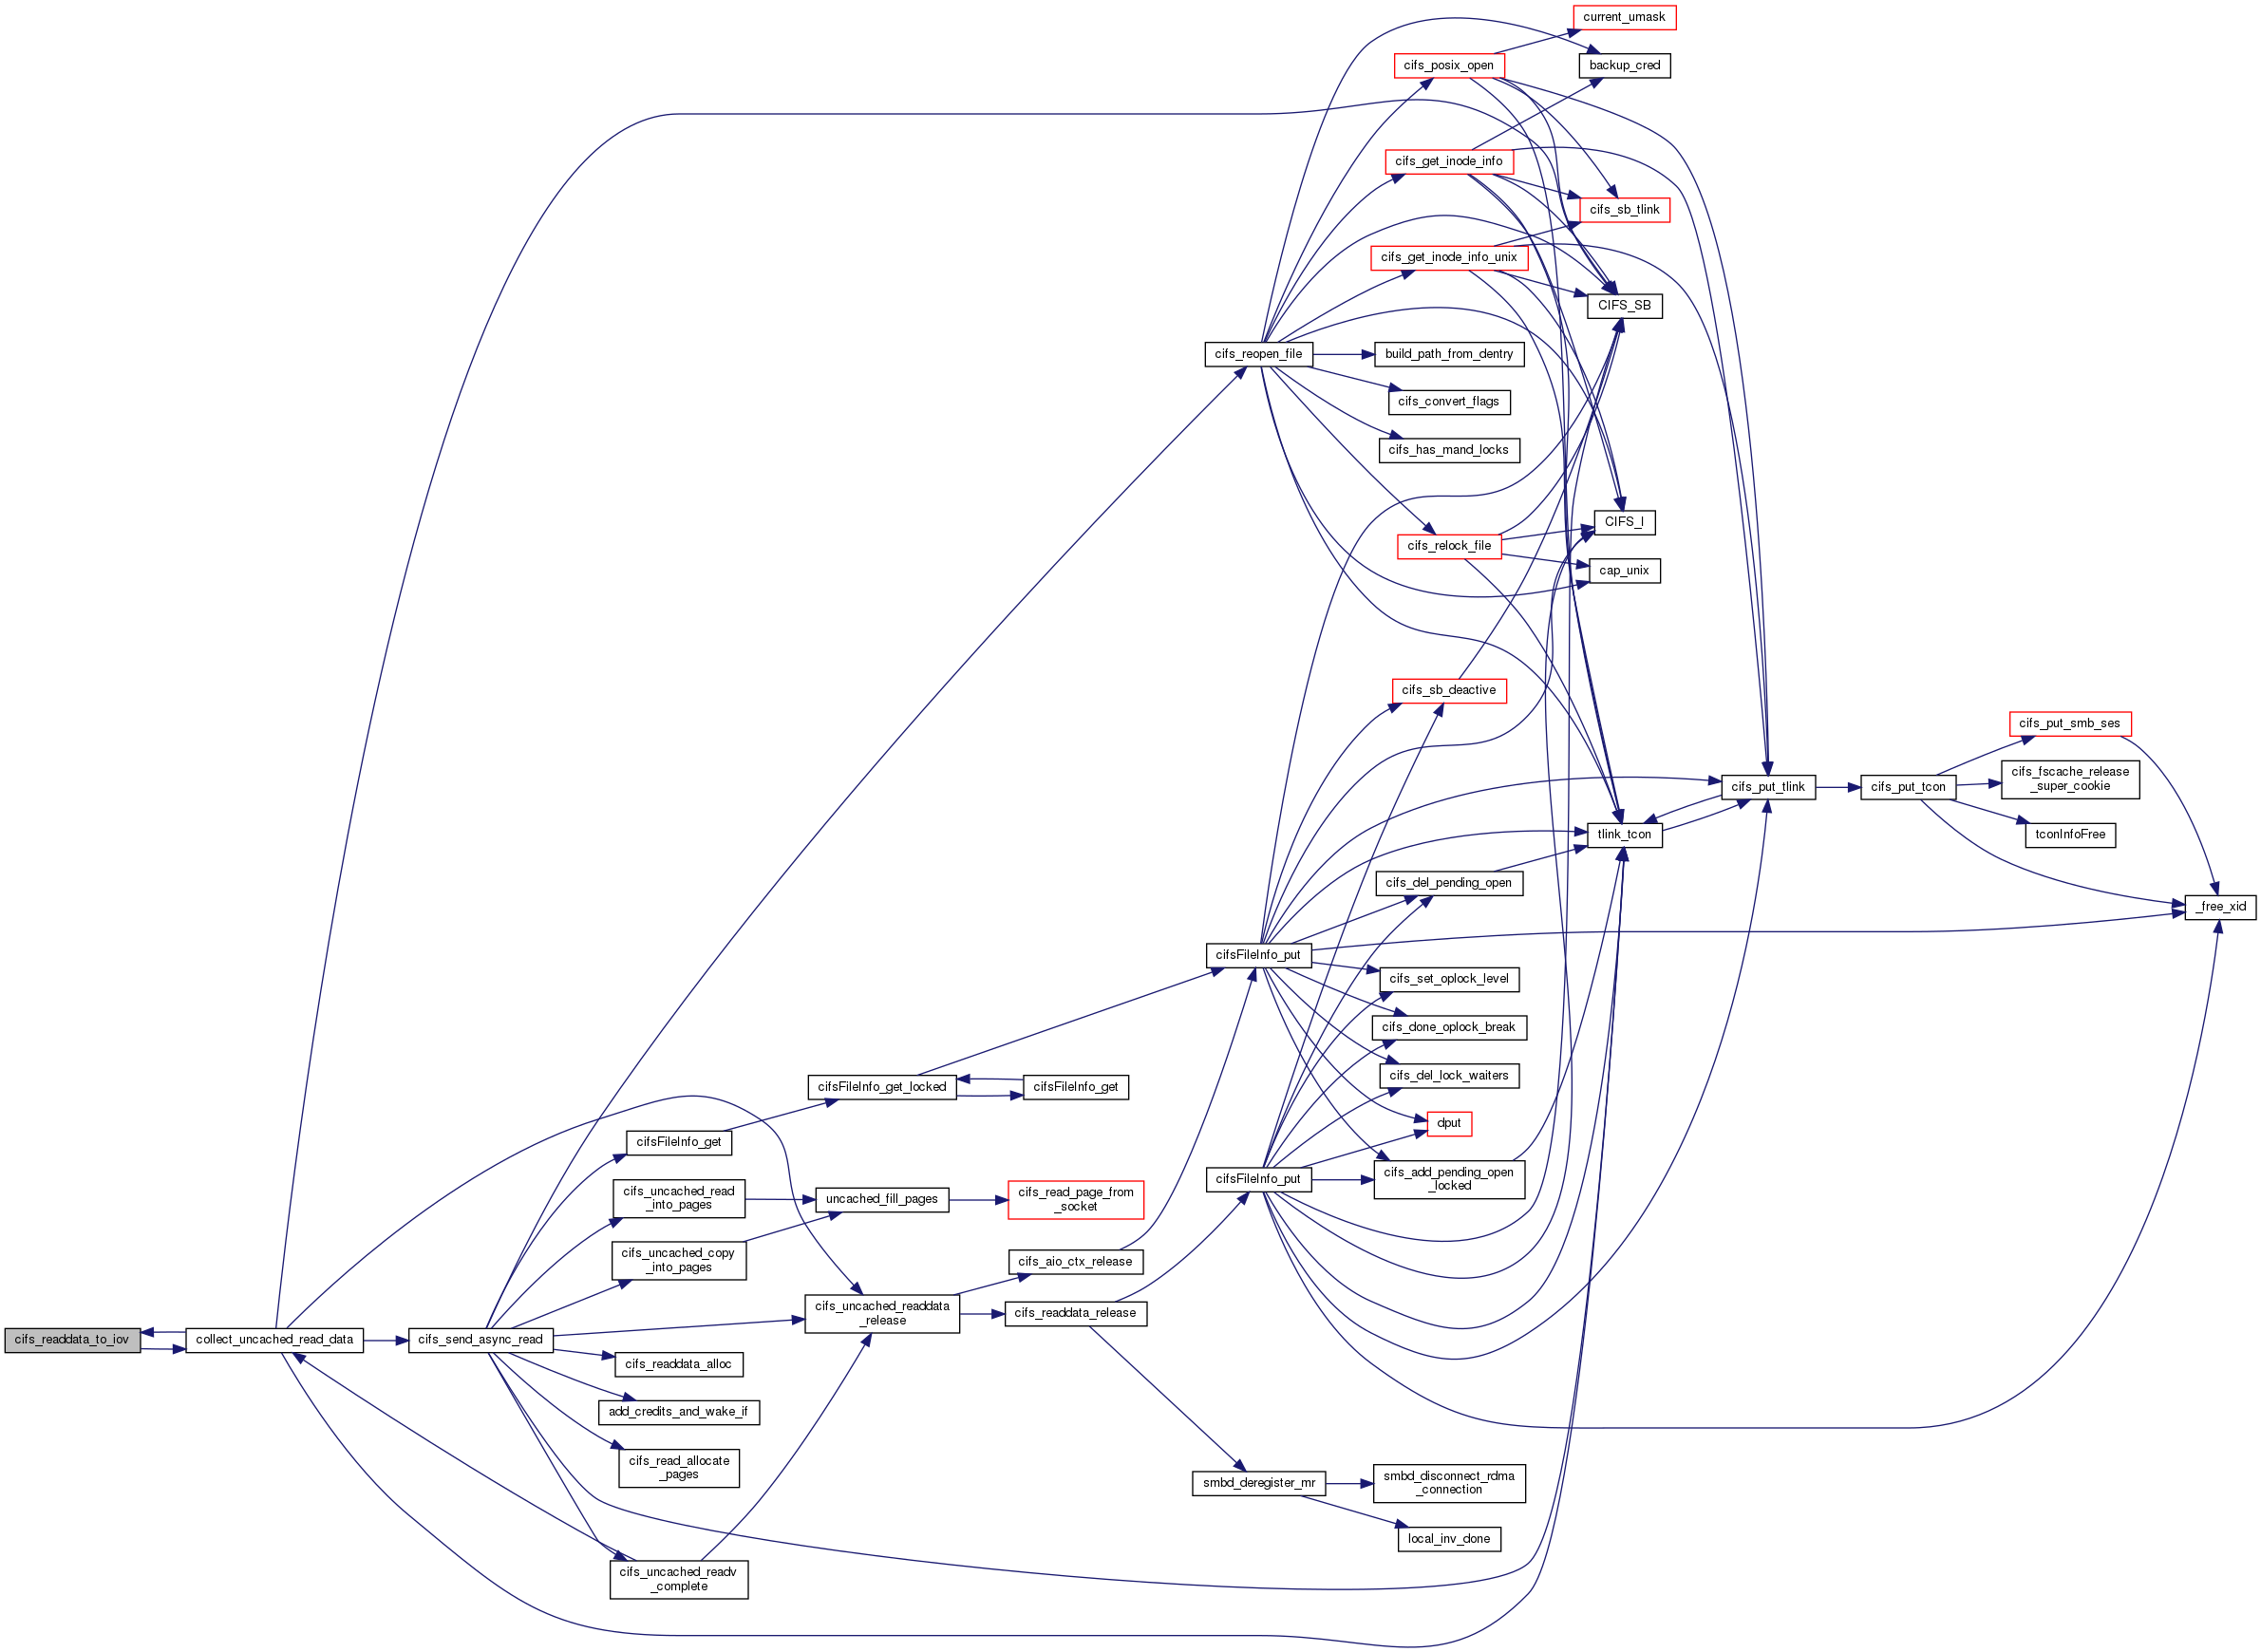 current_umask
cifs_posix_open
backup_cred
cifs_get_inode_info
cifs_sb_tlink
cifs_get_inode_info_unix
CIFS_SB
cifs_reopen_file
build_path_from_dentry
cifs_convert_flags
cifs_has_mand_locks
CIFS_I
cifs_relock_file
cap_unix
cifs_sb_deactive
cifs_put_smb_ses
cifs_fscache_release
_super_cookie
cifs_put_tlink
cifs_put_tcon
tlink_tcon
tconInfoFree
cifs_del_pending_open
_free_xid
cifsFileInfo_put
cifs_set_oplock_level
cifs_done_oplock_break
cifs_del_lock_waiters
cifsFileInfo_get_locked
cifsFileInfo_get
dput
cifsFileInfo_get
cifs_add_pending_open
_locked
cifsFileInfo_put
cifs_uncached_read
_into_pages
uncached_fill_pages
cifs_read_page_from
_socket
cifs_uncached_copy
_into_pages
cifs_aio_ctx_release
cifs_uncached_readdata
_release
cifs_readdata_release
cifs_readdata_to_iov
collect_uncached_read_data
cifs_send_async_read
cifs_readdata_alloc
add_credits_and_wake_if
cifs_read_allocate
_pages
smbd_deregister_mr
smbd_disconnect_rdma
_connection
local_inv_done
cifs_uncached_readv
_complete